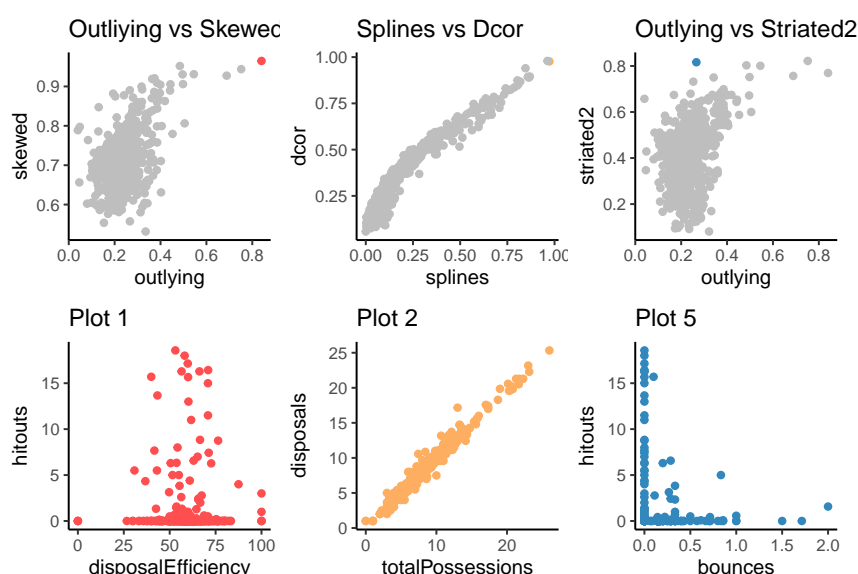 Outliying vs Skewed
Splines vs Dcor
Outlying vs Striated2
skewed
0.9
0.8
0.7
0.6
0.0 0.2 0.4 0.6 0.8
outlying
dcor
1.00
0.75
0.50
0.25
0.00 0.25 0.50 0.75 1.00
splines
striated2
0.8
0.6
0.4
0.2
0.0 0.2 0.4 0.6 0.8
outlying
Plot 1
Plot 2
Plot 5
hitouts
15
10
5
0
0 25 50 75 100
disposalEfficiency
disposals
25
20
15
10
5
0
0 10 20
totalPossessions
hitouts
15
10
5
0
0.0 0.5 1.0 1.5 2.0
bounces